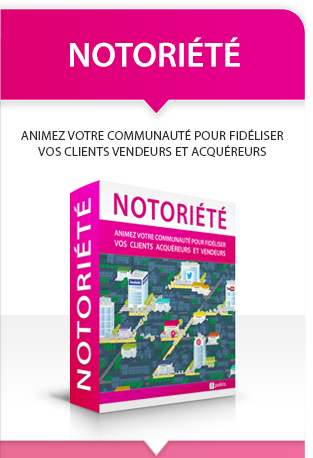 NOTORIÉTÉ
ANIMEZ VOTRE COMMUNAUTÉ POUR FIDÉLISER
VOS CLIENTS VENDEURS ET ACQUÉREURS
NOTORIÉTÉ
NOTORIÉTÉ
ANIMEZ VOTRE COMMUNAUTÉ POUR FIDÉLISER
VOS CLIENTS ACQUÉREURS ET VENDEURS
facebook